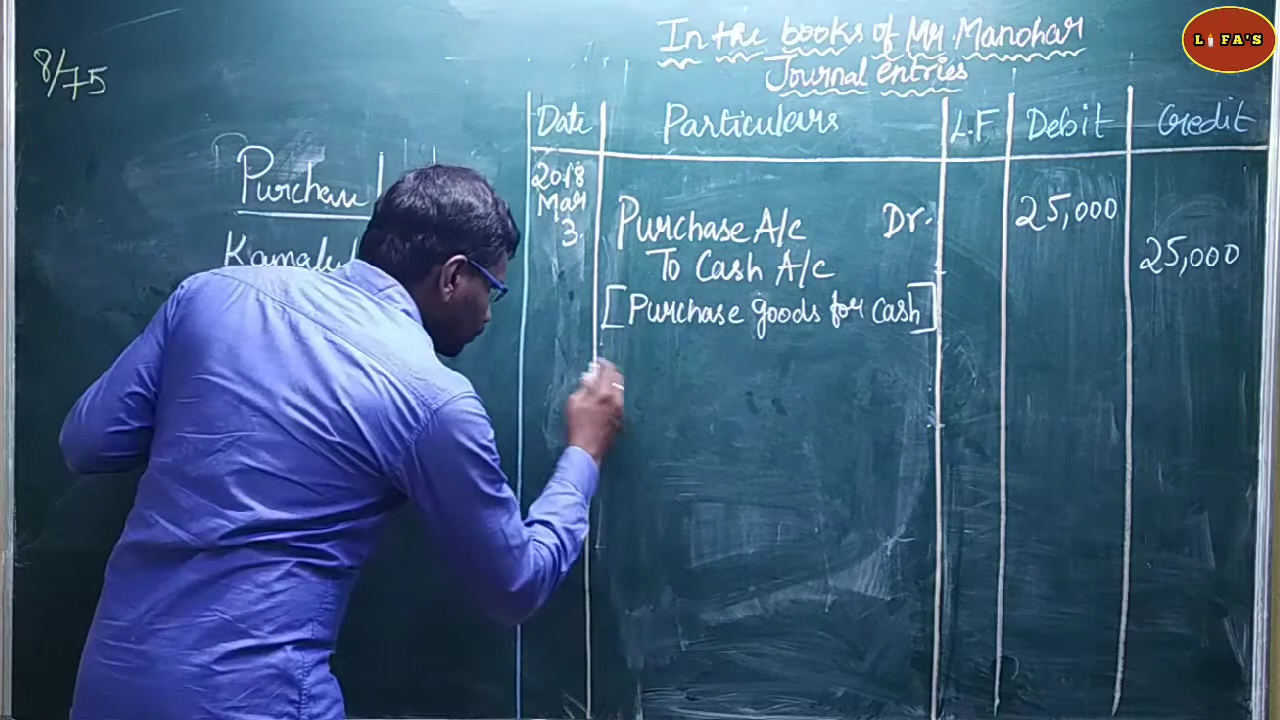 LIFA'S
8/75
In the books of Mr. Manohar
Journal entries
Date Particulars L.F Debit Credit
2018
Mar
3. Purchase A/c Dr. 25,000
To Cash A/c 25,000
[Purchase goods for cash]
Purchase